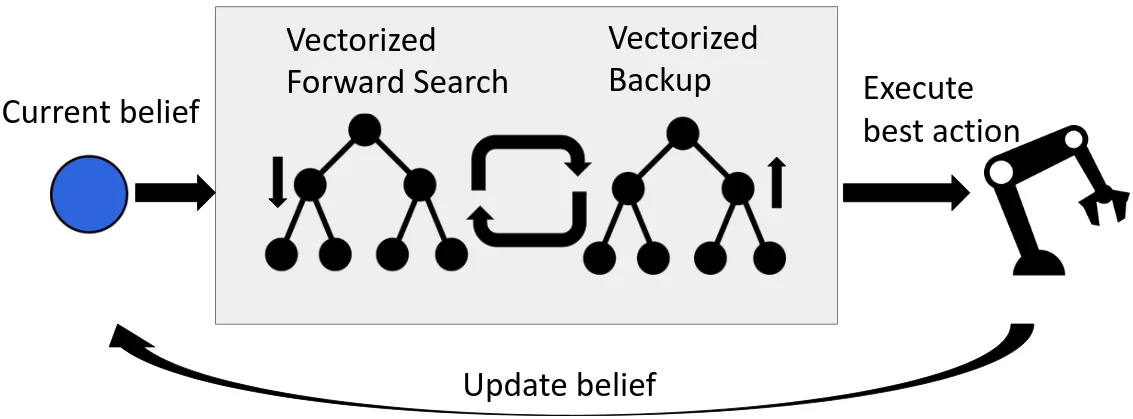 Current belief
Vectorized
Forward Search
Vectorized
Backup
Execute
best action
Update belief